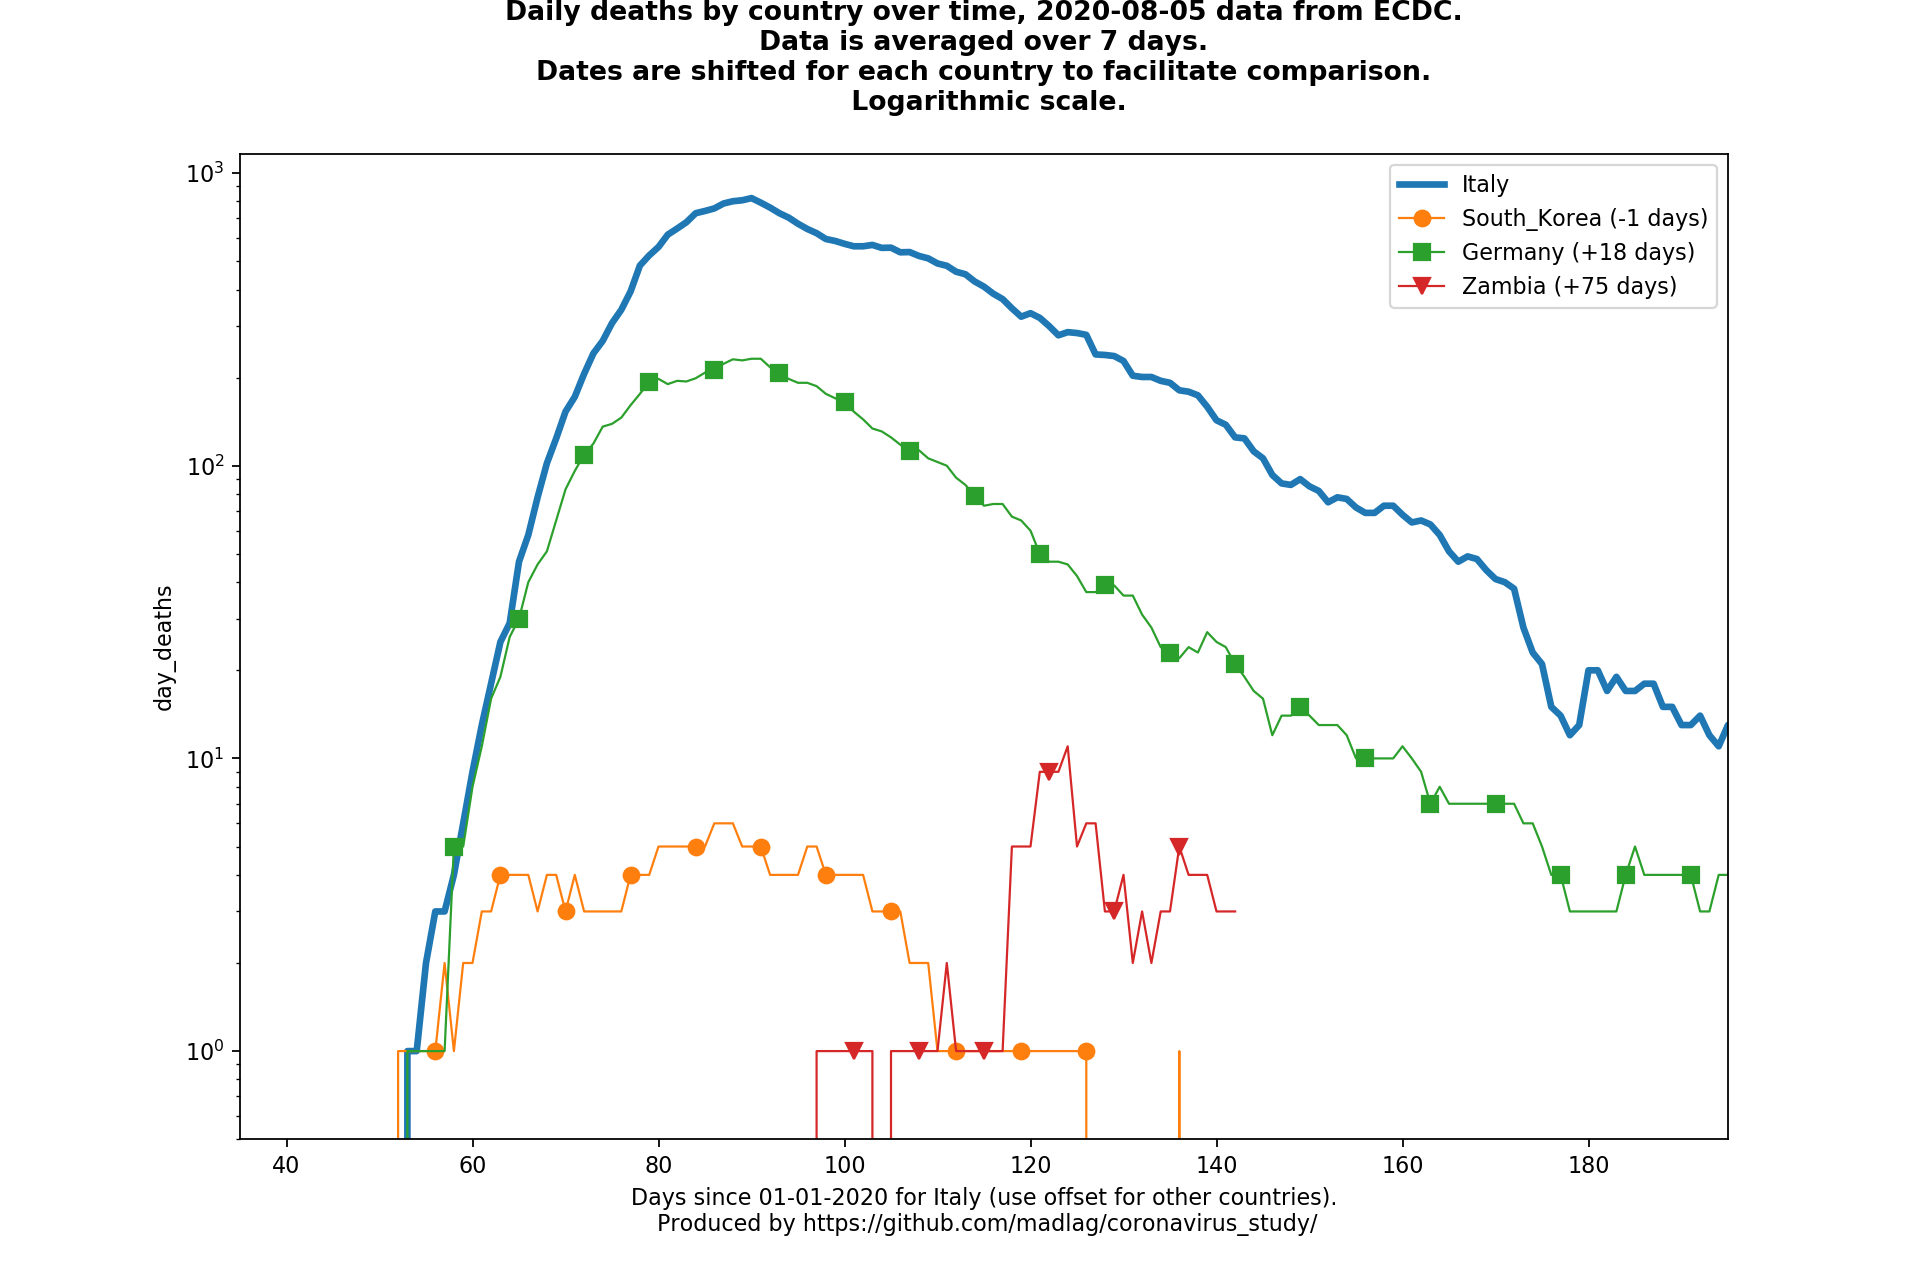 Daily deaths by country over time, 2020-08-05 data from ECDC.
Data is averaged over 7 days.
Dates are shifted for each country to facilitate comparison.
Logarithmic scale.
10³
10²
10¹
10⁰
day_deaths
Italy
South_Korea (-1 days)
Germany (+18 days)
Zambia (+75 days)
40 60 80 100 120 140 160 180
Days since 01-01-2020 for Italy (use offset for other countries).
Produced by https://github.com/madlag/coronavirus_study/